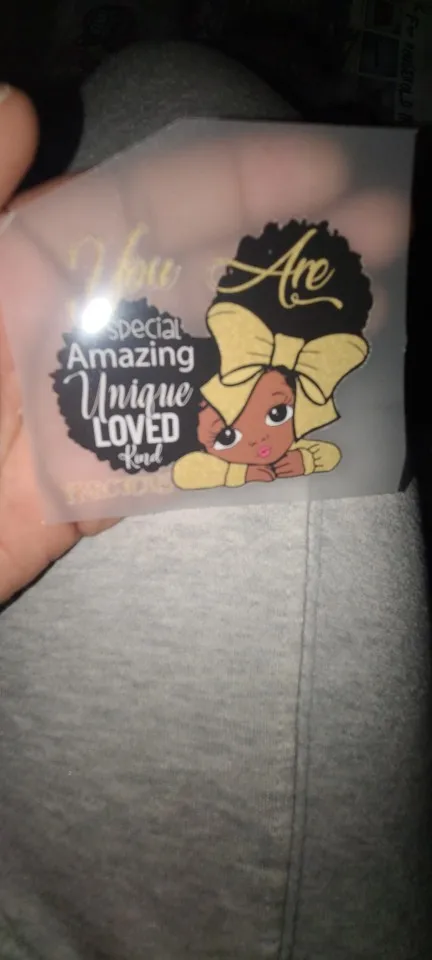 You Are
special
Amazing
Unique
LOVED
Kind
PRECIOUS